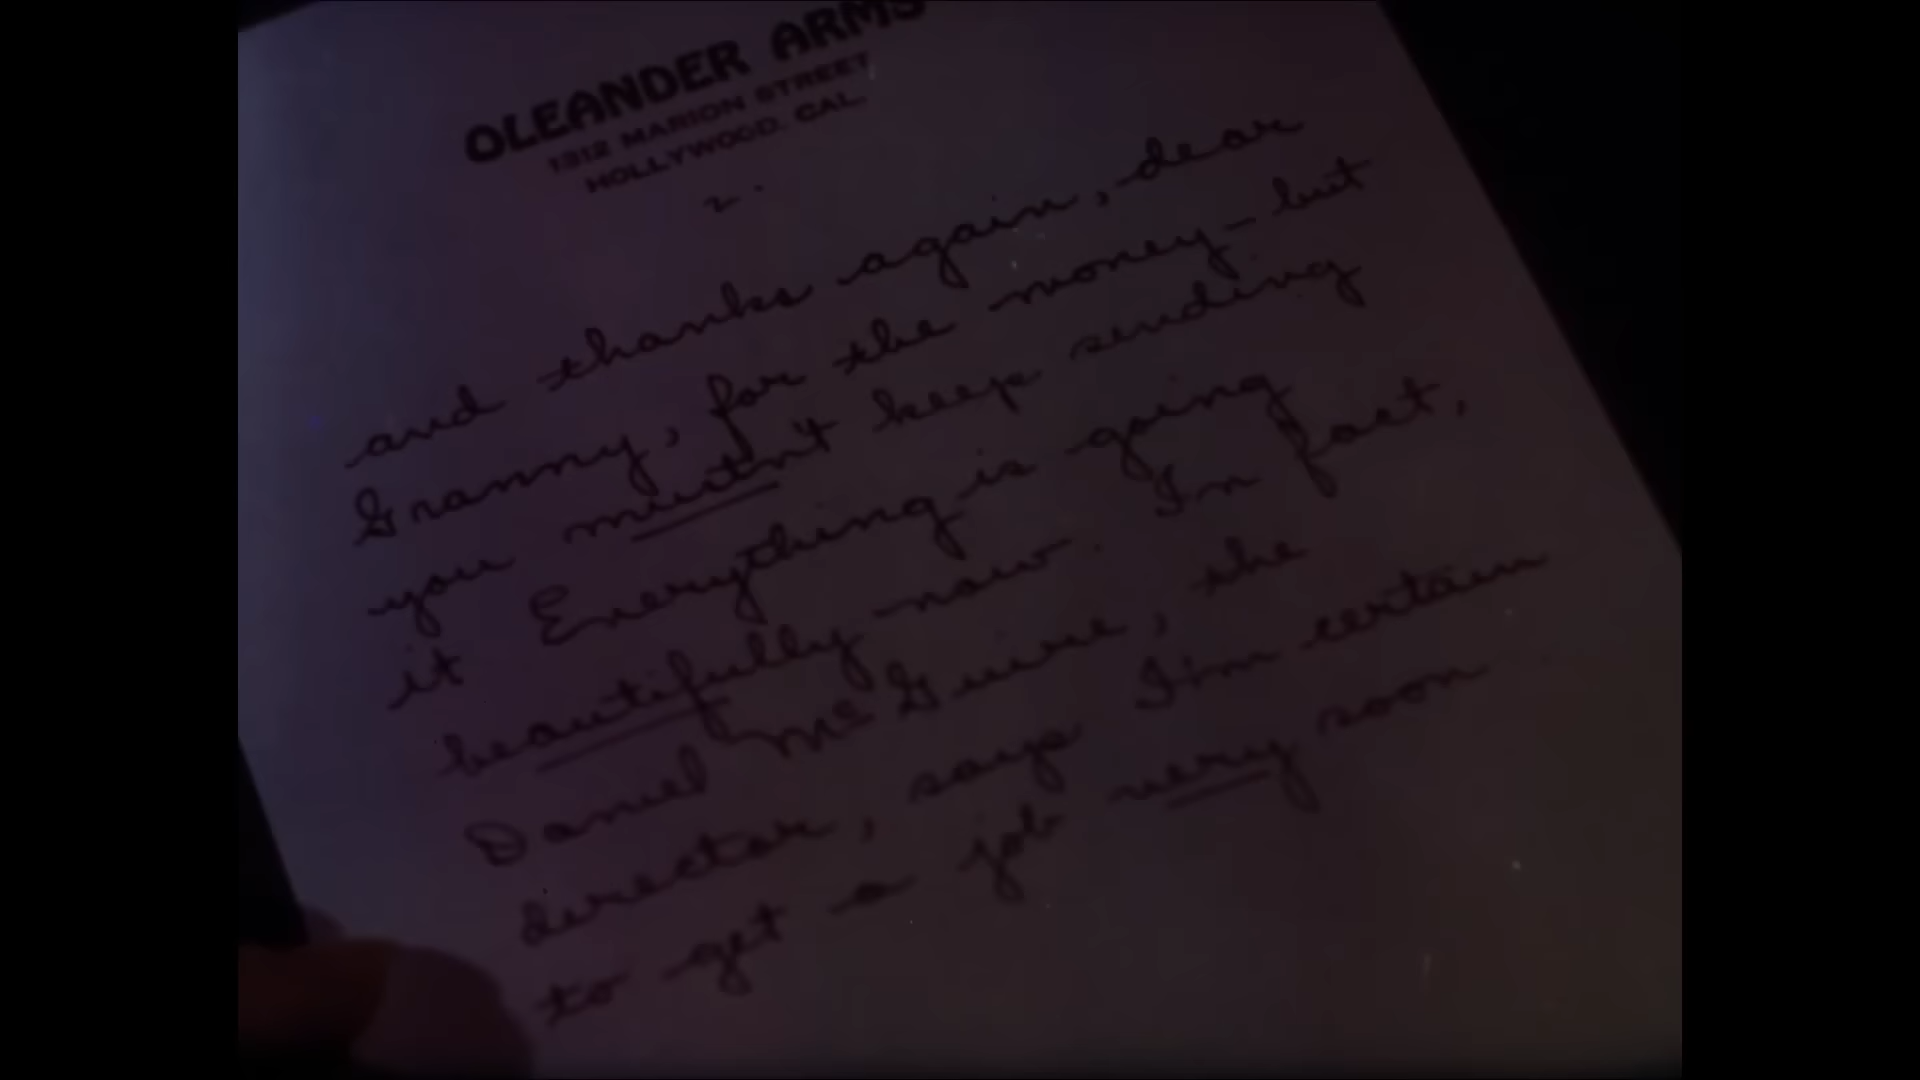 OLEANDER ARMS
1312 MARION STREET
HOLLYWOOD, CAL.
2.
and thanks again, dear
Granny, for the money - but
you mustn't keep sending
it Everything is going
beautifully now. In fact,
Daniel McGuire, the
director, says I'm certain
to get a job very soon